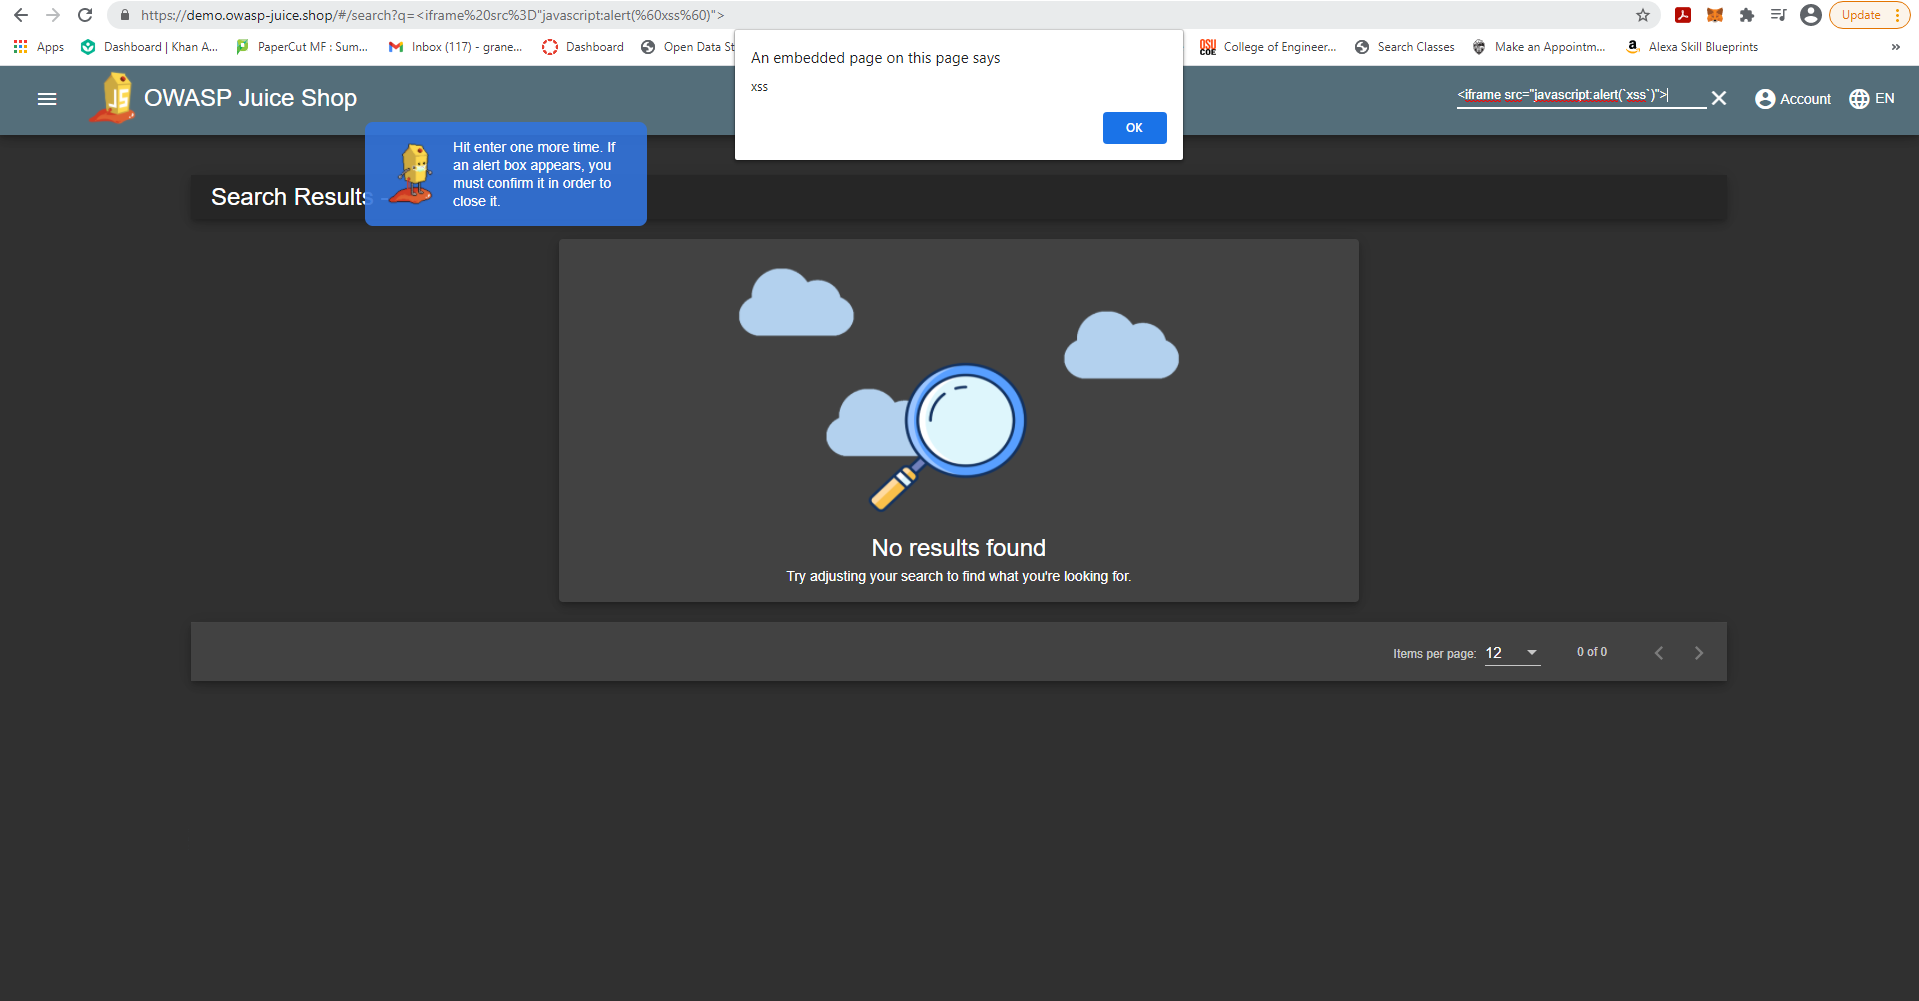 https://demo.owasp-juice.shop/#/search?q=<iframe%20src%3D"javascript:alert(%60xss%60)">
Update
Apps
Dashboard | Khan A...
PaperCut MF : Sum...
Inbox (117) - grane...
Dashboard
Open Data St
OSU COE
College of Engineer...
Search Classes
Make an Appointm...
a
Alexa Skill Blueprints
»
An embedded page on this page says
xss
OK
JS
OWASP Juice Shop
<iframe src="javascript:alert(`xss`)">
Account
EN
Hit enter one more time. If
an alert box appears, you
must confirm it in order to
close it.
Search Results -
No results found
Try adjusting your search to find what you're looking for.
Items per page:
12
0 of 0